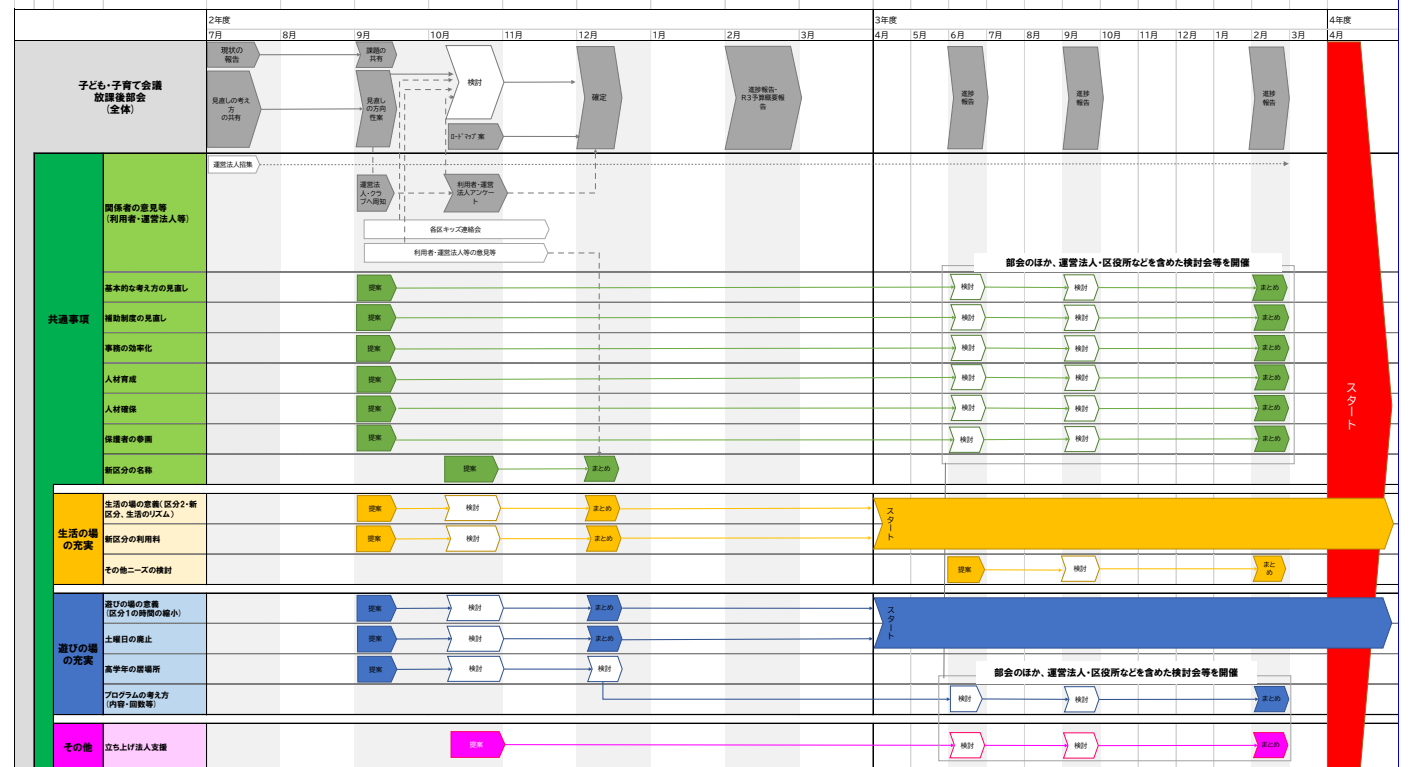 2年度
3年度
4年度
7月
8月
9月
10月
11月
12月
1月
2月
3月
4月
5月
6月
7月
8月
9月
10月
11月
12月
1月
2月
3月
4月
子ども・子育て会議
放課後部会
(全体)
現状の
報告
課題の
共有
見直しの考え
方
の共有
見直し
の方向
性案
検討
ロードマップ案
確定
進捗報告・
R3予算概要報
告
進捗
報告
進捗
報告
進捗
報告
共通事項
関係者の意見等
(利用者・運営法人等)
運営法人招集
運営法
人・クラ
ブへ周知
利用者・運営
法人アンケー
ト
各区キッズ連絡会
利用者・運営法人等の意見等
部会のほか、運営法人・区役所などを含めた検討会等を開催
基本的な考え方の見直し
提案
検討
検討
まとめ
補助制度の見直し
提案
検討
検討
まとめ
事務の効率化
提案
検討
検討
まとめ
人材育成
提案
検討
検討
まとめ
人材確保
提案
検討
検討
まとめ
保護者の参画
提案
検討
検討
まとめ
新区分の名称
提案
まとめ
スタート
生活の場
の充実
生活の場の意義(区分2・新
区分、生活のリズム)
提案
検討
まとめ
スタート
新区分の利用料
提案
検討
まとめ
その他ニーズの検討
提案
検討
まと
め
遊びの場
の充実
遊びの場の意義
(区分1の時間の縮小)
提案
検討
まとめ
スタート
土曜日の廃止
提案
検討
まとめ
高学年の居場所
提案
検討
検討
部会のほか、運営法人・区役所などを含めた検討会等を開催
プログラムの考え方
(内容・回数等)
検討
検討
まとめ
その他
立ち上げ法人支援
提案
検討
検討
まとめ